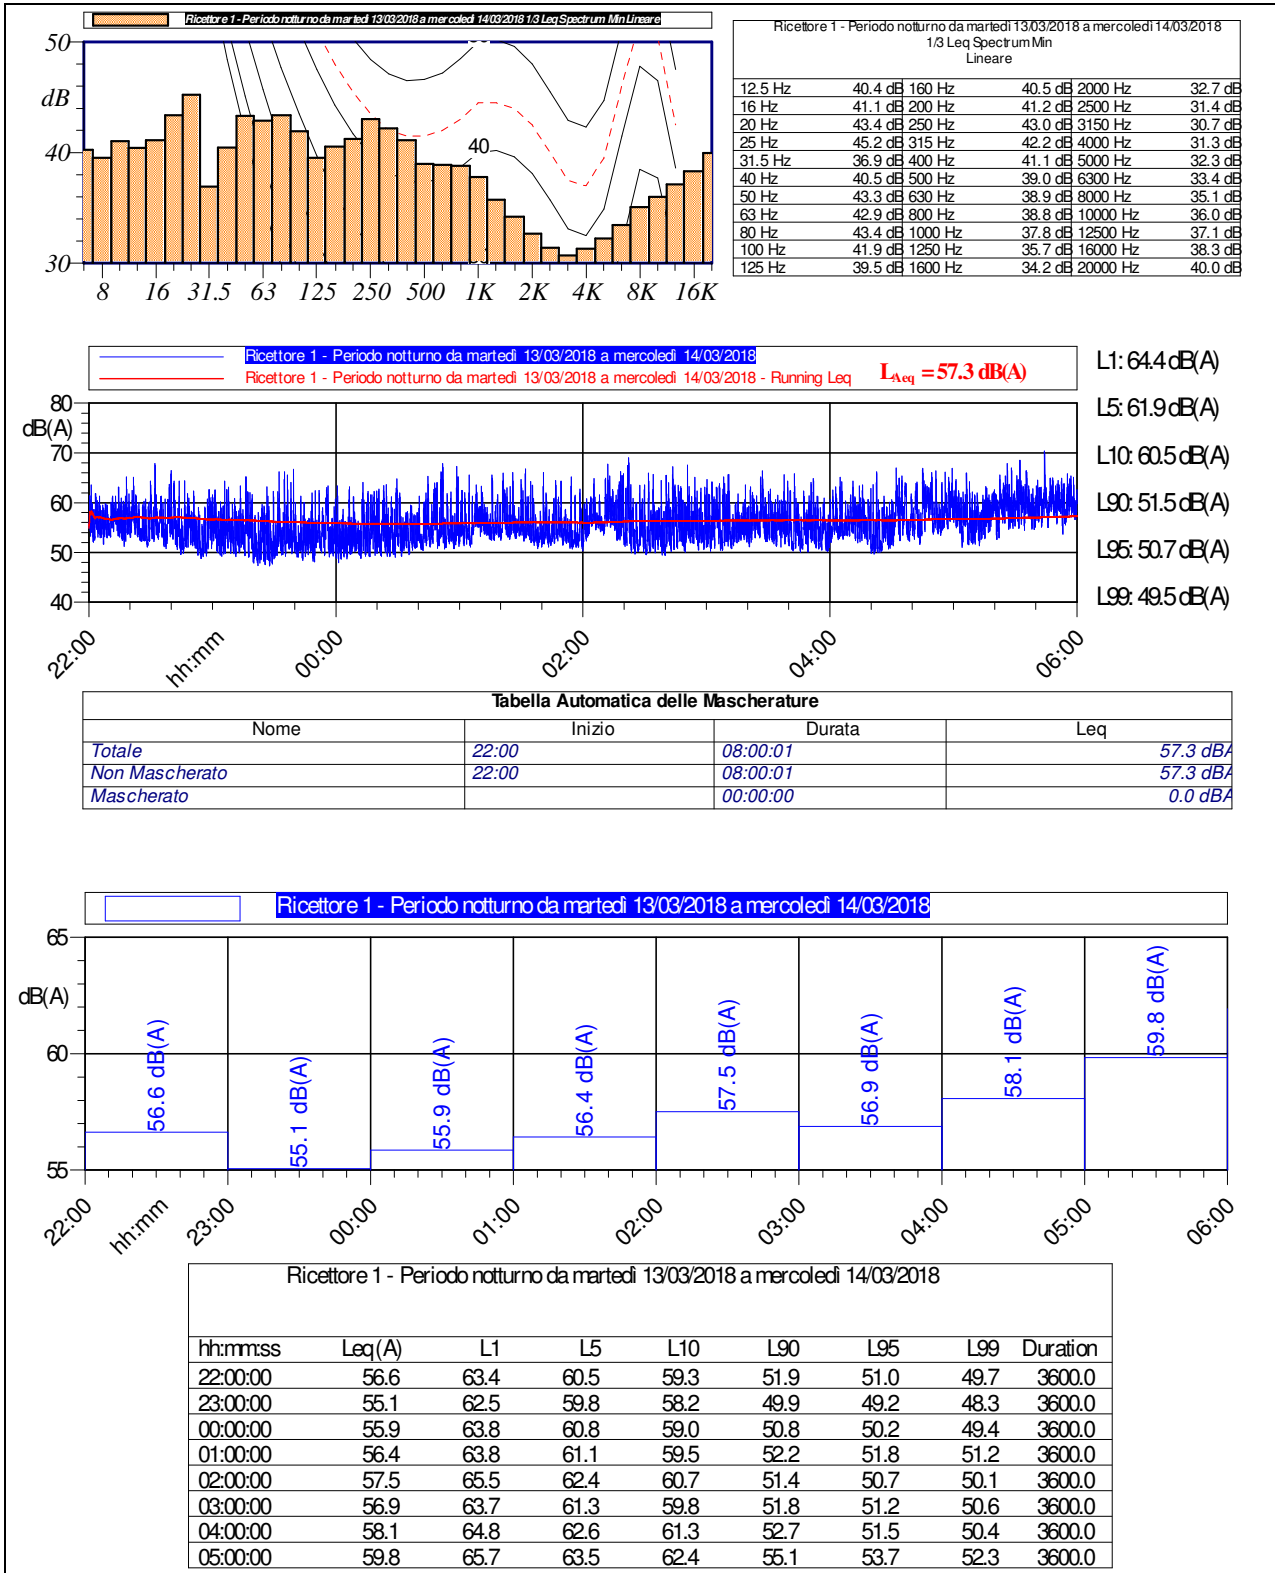 Ricettore 1 - Periodo notturno da martedì 13/03/2018 a mercoledì 14/03/2018 1/3 Leq Spectrum Min Lineare
50
dB
40
30
40
8 16 31.5 63 125 250 500 1K 2K 4K 8K 16K
Ricettore 1 - Periodo notturno da martedì 13/03/2018 a mercoledì 14/03/2018
1/3 Leq Spectrum Min
Lineare
12.5 Hz 40.4 dB 160 Hz 40.5 dB 2000 Hz 32.7 dB
16 Hz 41.1 dB 200 Hz 41.2 dB 2500 Hz 31.4 dB
20 Hz 43.4 dB 250 Hz 43.0 dB 3150 Hz 30.7 dB
25 Hz 45.2 dB 315 Hz 42.2 dB 4000 Hz 31.3 dB
31.5 Hz 36.9 dB 400 Hz 41.1 dB 5000 Hz 32.3 dB
40 Hz 40.5 dB 500 Hz 39.0 dB 6300 Hz 33.4 dB
50 Hz 43.3 dB 630 Hz 38.9 dB 8000 Hz 35.1 dB
63 Hz 42.9 dB 800 Hz 38.8 dB 10000 Hz 36.0 dB
80 Hz 43.4 dB 1000 Hz 37.8 dB 12500 Hz 37.1 dB
100 Hz 41.9 dB 1250 Hz 35.7 dB 16000 Hz 38.3 dB
125 Hz 39.5 dB 1600 Hz 34.2 dB 20000 Hz 40.0 dB
Ricettore 1 - Periodo notturno da martedì 13/03/2018 a mercoledì 14/03/2018
Ricettore 1 - Periodo notturno da martedì 13/03/2018 a mercoledì 14/03/2018 - Running Leq LAeq = 57.3 dB(A)
80
dB(A)
70
60
50
40
22:00 hh:mm 00:00 02:00 04:00 06:00
L1: 64.4 dB(A)
L5: 61.9 dB(A)
L10: 60.5 dB(A)
L90: 51.5 dB(A)
L95: 50.7 dB(A)
L99: 49.5 dB(A)
Tabella Automatica delle Mascherature
Nome Inizio Durata Leq
Totale 22:00 08:00:01 57.3 dBA
Non Mascherato 22:00 08:00:01 57.3 dBA
Mascherato 00:00:00 0.0 dBA
Ricettore 1 - Periodo notturno da martedì 13/03/2018 a mercoledì 14/03/2018
65
dB(A)
60
55
56.6 dB(A) 55.1 dB(A) 55.9 dB(A) 56.4 dB(A) 57.5 dB(A) 56.9 dB(A) 58.1 dB(A) 59.8 dB(A)
22:00 hh:mm 23:00 00:00 01:00 02:00 03:00 04:00 05:00 06:00
Ricettore 1 - Periodo notturno da martedì 13/03/2018 a mercoledì 14/03/2018
hh:mm:ss Leq(A) L1 L5 L10 L90 L95 L99 Duration
22:00:00 56.6 63.4 60.5 59.3 51.9 51.0 49.7 3600.0
23:00:00 55.1 62.5 59.8 58.2 49.9 49.2 48.3 3600.0
00:00:00 55.9 63.8 60.8 59.0 50.8 50.2 49.4 3600.0
01:00:00 56.4 63.8 61.1 59.5 52.2 51.8 51.2 3600.0
02:00:00 57.5 65.5 62.4 60.7 51.4 50.7 50.1 3600.0
03:00:00 56.9 63.7 61.3 59.8 51.8 51.2 50.6 3600.0
04:00:00 58.1 64.8 62.6 61.3 52.7 51.5 50.4 3600.0
05:00:00 59.8 65.7 63.5 62.4 55.1 53.7 52.3 3600.0